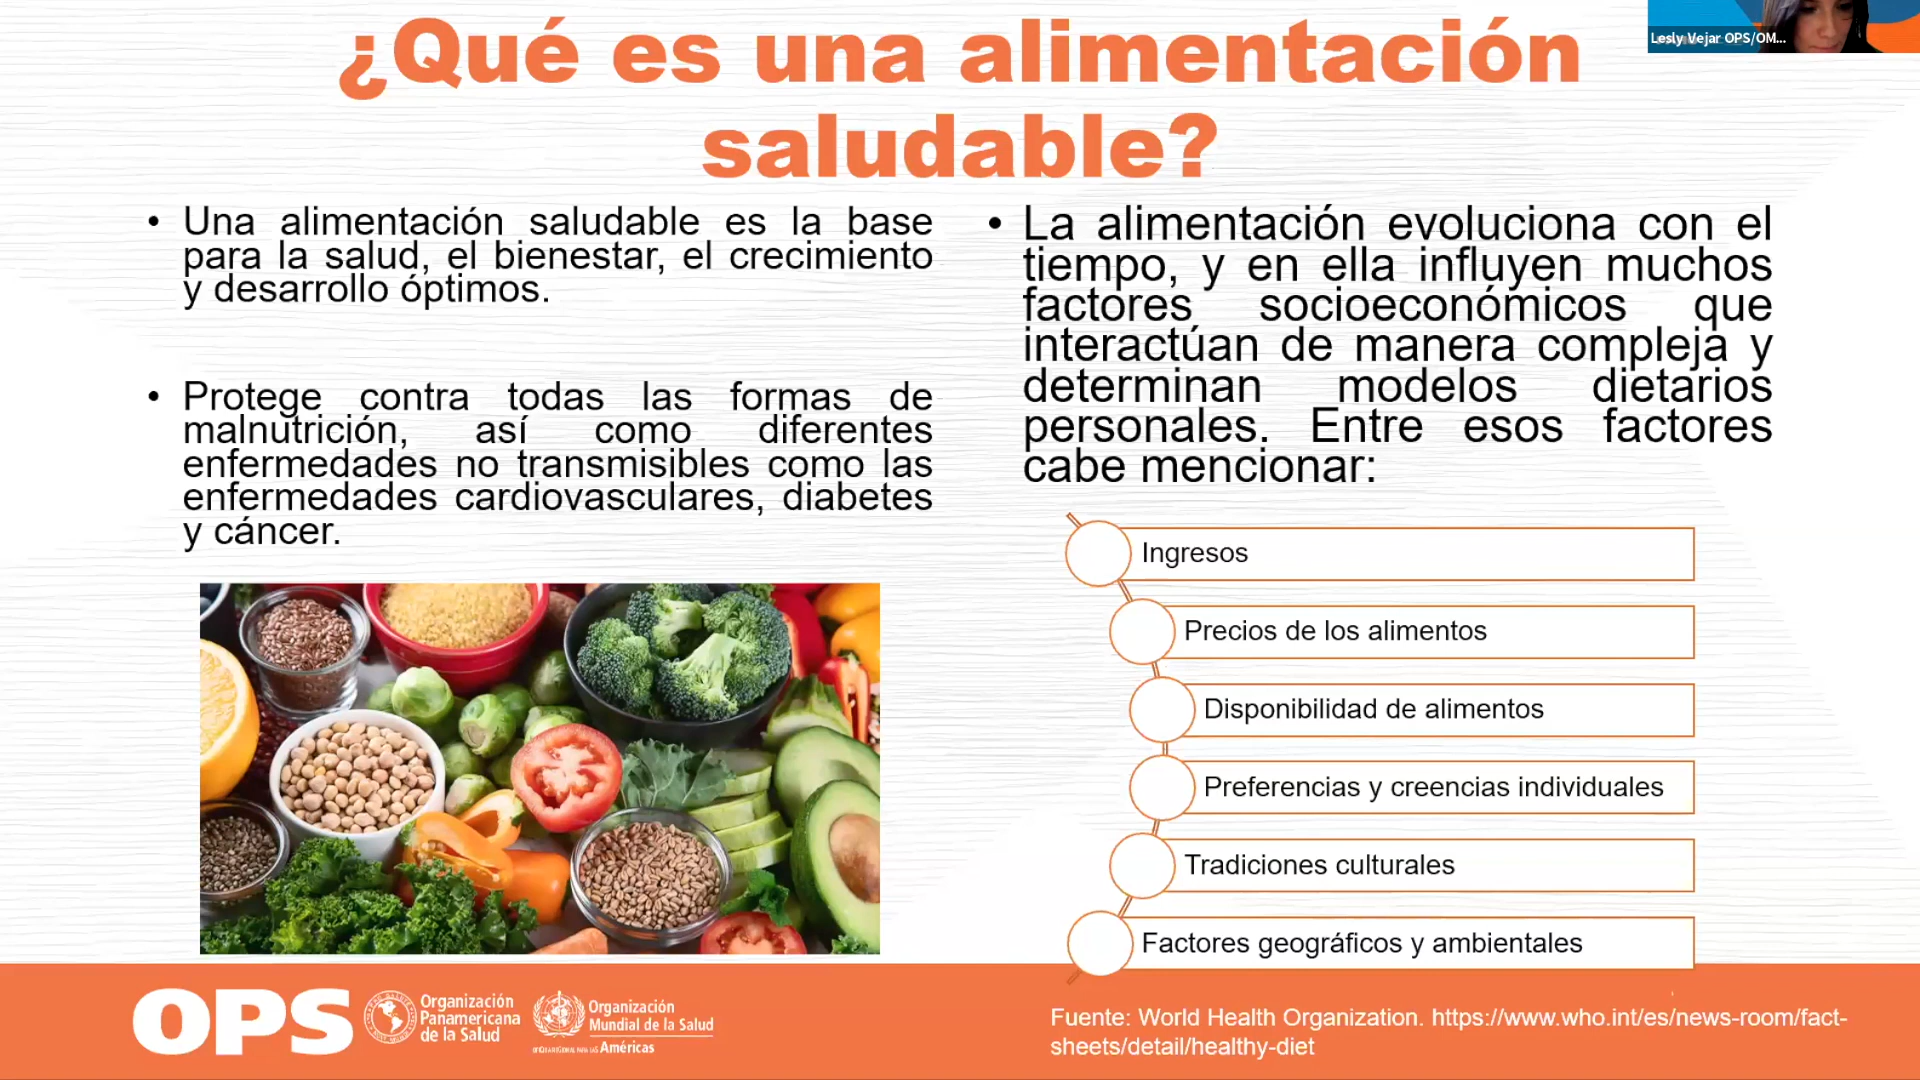 ¿Qué es una alimentación
saludable?
Lesly Vejar OPS/OM...
• Una alimentación saludable es la base
para la salud, el bienestar, el crecimiento
y desarrollo óptimos.
• Protege contra todas las formas de
malnutrición, así como diferentes
enfermedades no transmisibles como las
enfermedades cardiovasculares, diabetes
y cáncer.
• La alimentación evoluciona con el
tiempo, y en ella influyen muchos
factores socioeconómicos que
interactúan de manera compleja y
determinan modelos dietarios
personales. Entre esos factores
cabe mencionar:
Ingresos
Precios de los alimentos
Disponibilidad de alimentos
Preferencias y creencias individuales
Tradiciones culturales
Factores geográficos y ambientales
OPS
Organización
Panamericana
de la Salud
Organización
Mundial de la Salud
Américas
Fuente: World Health Organization. https://www.who.int/es/news-room/fact-
sheets/detail/healthy-diet